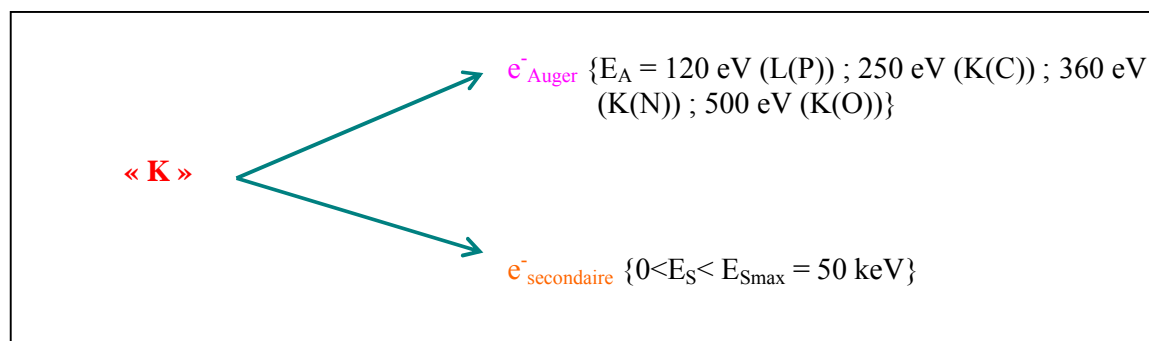 e⁻Auger {EA = 120 eV (L(P)) ; 250 eV (K(C)) ; 360 eV
(K(N)) ; 500 eV (K(O))}
« K »
e⁻secondaire {0<ES< ESmax = 50 keV}